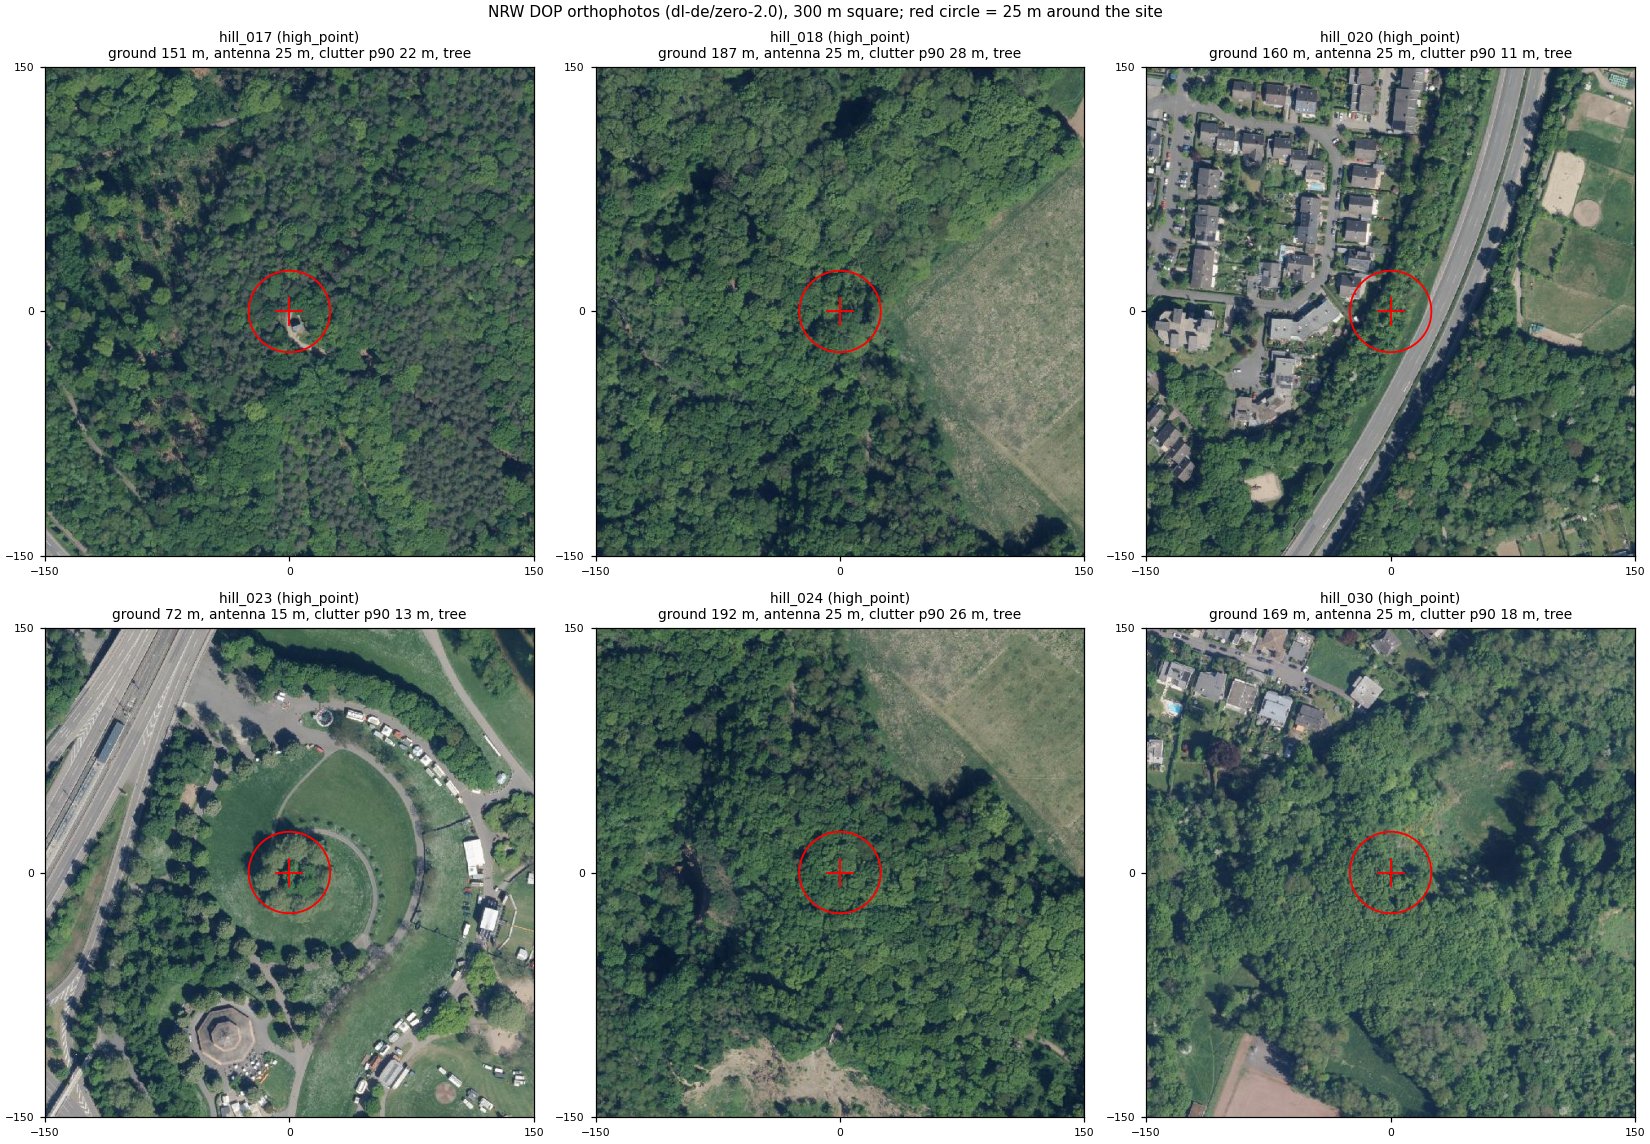 NRW DOP orthophotos (dl-de/zero-2.0), 300 m square; red circle = 25 m around the site
hill_017 (high_point)
ground 151 m, antenna 25 m, clutter p90 22 m, tree
hill_018 (high_point)
ground 187 m, antenna 25 m, clutter p90 28 m, tree
hill_020 (high_point)
ground 160 m, antenna 25 m, clutter p90 11 m, tree
150
0
−150
−150 0 150
150
0
−150
−150 0 150
150
0
−150
−150 0 150
hill_023 (high_point)
ground 72 m, antenna 15 m, clutter p90 13 m, tree
hill_024 (high_point)
ground 192 m, antenna 25 m, clutter p90 26 m, tree
hill_030 (high_point)
ground 169 m, antenna 25 m, clutter p90 18 m, tree
150
0
−150
−150 0 150
150
0
−150
−150 0 150
150
0
−150
−150 0 150